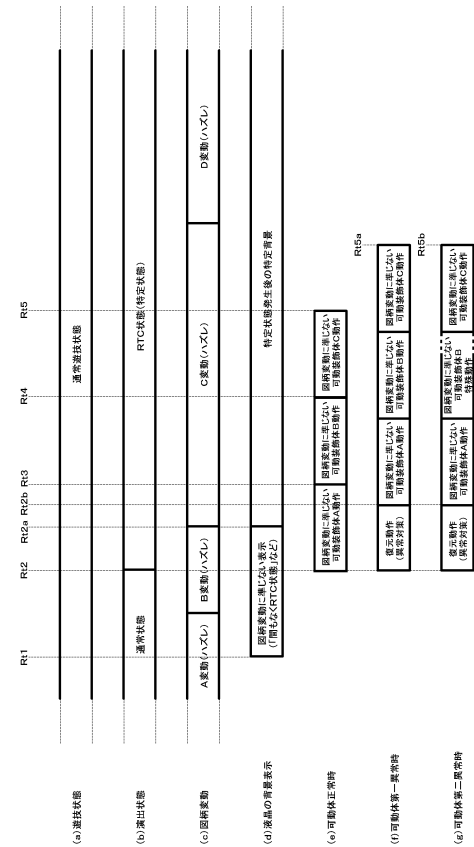 Rt1
Rt2
Rt2a
Rt2b
Rt3
Rt4
Rt5
(a)遊技状態
通常遊技状態
(b)演出状態
通常状態
RTC状態(特定状態)
(c)図柄変動
A変動(ハズレ)
B変動(ハズレ)
C変動(ハズレ)
D変動(ハズレ)
(d)液晶の背景表示
図柄変動に準じない表示
(「間もなくRTC状態」など)
特定状態発生後の特定背景
(e)可動体正常時
図柄変動に準じない
可動装飾体A動作
図柄変動に準じない
可動装飾体B動作
図柄変動に準じない
可動装飾体C動作
Rt5a
(f)可動体第一異常時
復元動作
(異常対策)
図柄変動に準じない
可動装飾体A動作
図柄変動に準じない
可動装飾体B動作
図柄変動に準じない
可動装飾体C動作
Rt5b
(g)可動体第二異常時
復元動作
(異常対策)
図柄変動に準じない
可動装飾体A動作
図柄変動に準じない
可動装飾体B
特殊動作
図柄変動に準じない
可動装飾体C動作